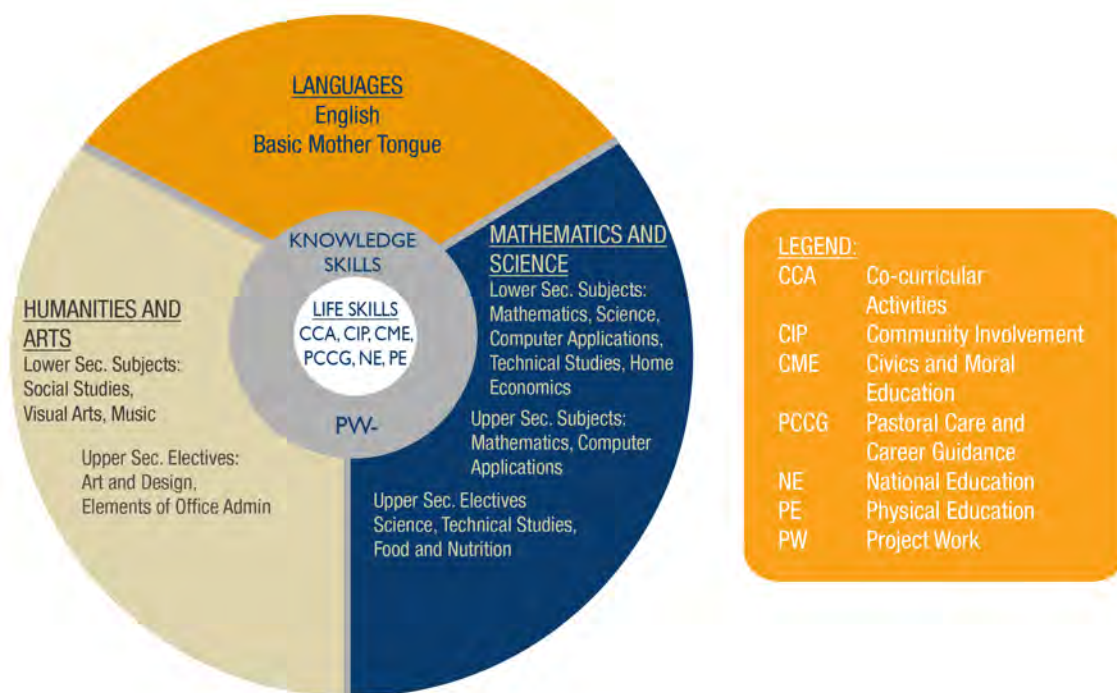 LANGUAGES
English
Basic Mother Tongue
KNOWLEDGE
SKILLS
LIFE SKILLS
CCA, CIP, CME,
PCCG, NE, PE
PW-
HUMANITIES AND
ARTS
Lower Sec. Subjects:
Social Studies,
Visual Arts, Music
Upper Sec. Electives:
Art and Design,
Elements of Office Admin
MATHEMATICS AND
SCIENCE
Lower Sec. Subjects:
Mathematics, Science,
Computer Applications,
Technical Studies, Home
Economics
Upper Sec. Subjects:
Mathematics, Computer
Applications
Upper Sec. Electives
Science, Technical Studies,
Food and Nutrition
LEGEND:
CCA Co-curricular
Activities
CIP Community Involvement
CME Civics and Moral
Education
PCCG Pastoral Care and
Career Guidance
NE National Education
PE Physical Education
PW Project Work